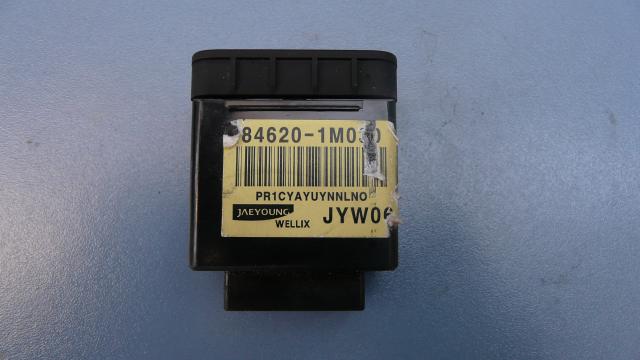 84620-1M030
PR1CYAYUYNNLNO
JAEYOUNG
WELLIX
JYW06